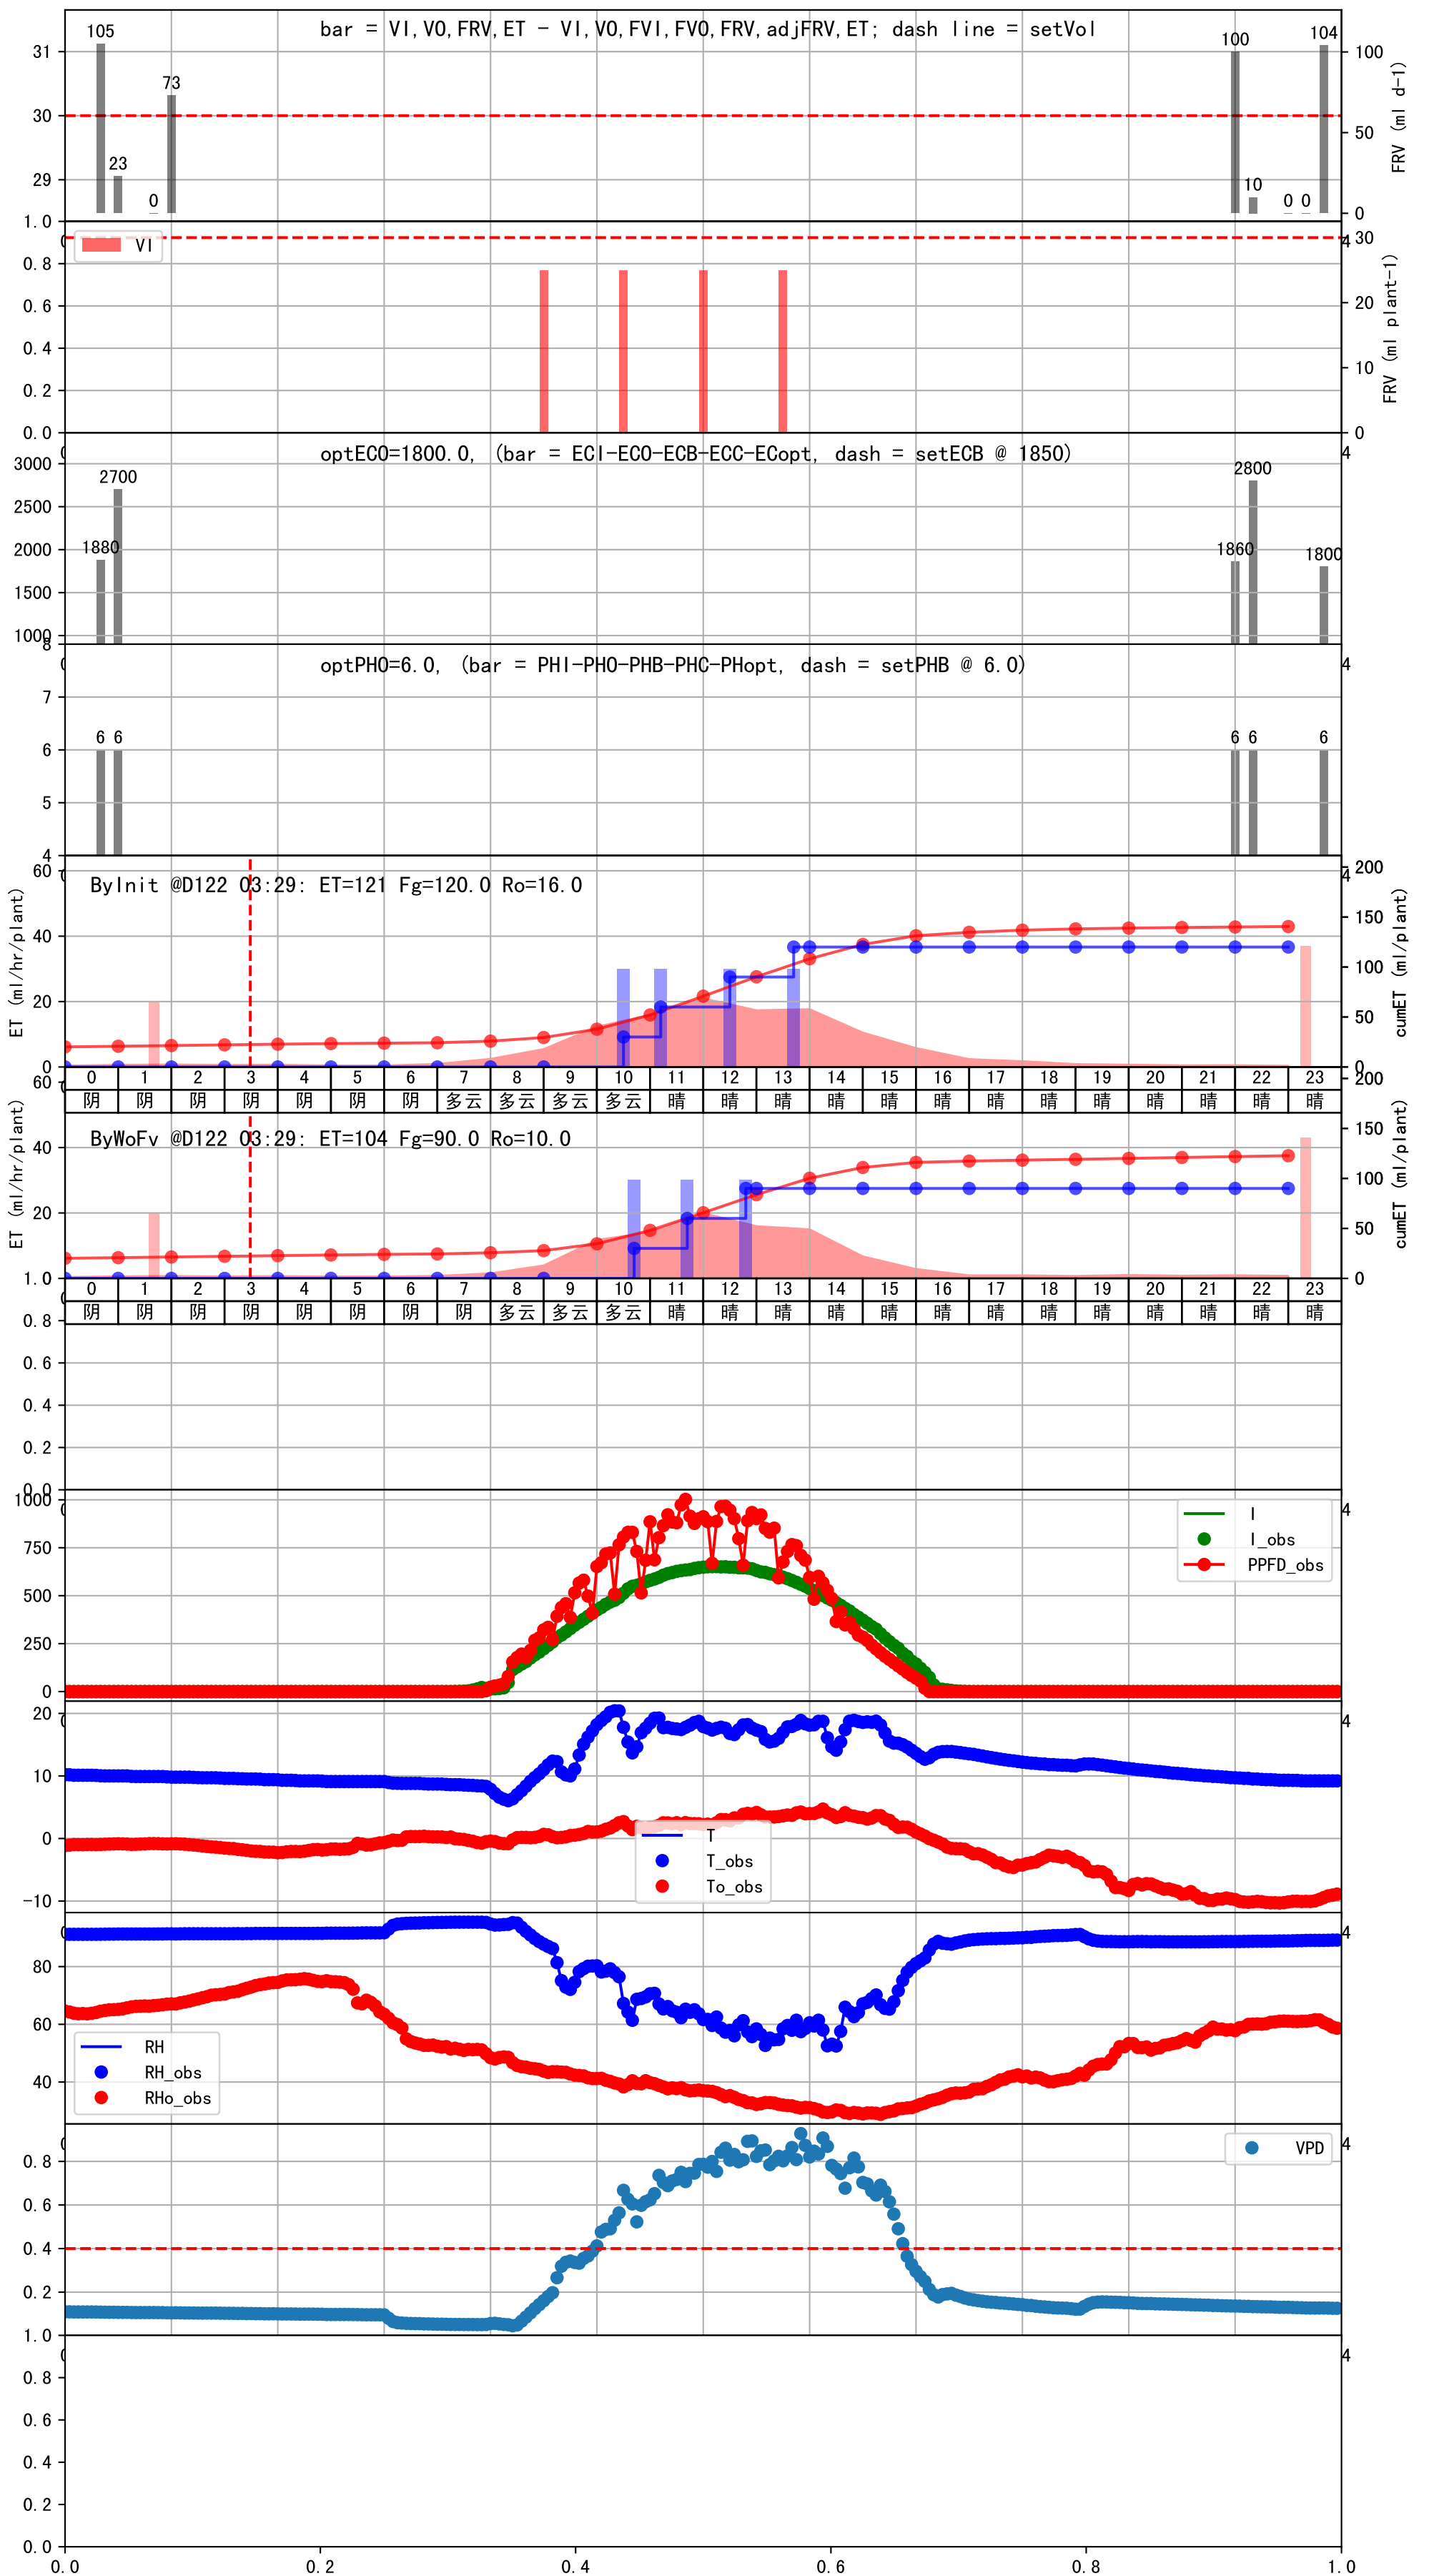 bar = VI,VO,FRV,ET - VI,VO,FVI,FVO,FRV,adjFRV,ET; dash line = setVol
105 23 0 73 100 10 0 0 104
31 30 29
100 50 0
FRV (ml d-1)
VI
1.0 0.8 0.6 0.4 0.2 0.0
30 20 10 0
FRV (ml plant-1)
optECO=1800.0, (bar = ECI-ECO-ECB-ECC-ECopt, dash = setECB @ 1850)
3000 2500 2000 1500 1000
1880 2700 1860 2800 1800
optPHO=6.0, (bar = PHI-PHO-PHB-PHC-PHopt, dash = setPHB @ 6.0)
8 7 6 5 4
6 6 6 6 6
ByInit @D122 03:29: ET=121 Fg=120.0 Ro=16.0
ET (ml/hr/plant)
60 40 20 0
200 150 100 50 0
cumET (ml/plant)
0 1 2 3 4 5 6 7 8 9 10 11 12 13 14 15 16 17 18 19 20 21 22 23
阴 阴 阴 阴 阴 阴 阴 多云 多云 多云 多云 晴 晴 晴 晴 晴 晴 晴 晴 晴 晴 晴 晴 晴
ByWoFv @D122 03:29: ET=104 Fg=90.0 Ro=10.0
ET (ml/hr/plant)
60 40 20
200 150 100 50 0
cumET (ml/plant)
0 1 2 3 4 5 6 7 8 9 10 11 12 13 14 15 16 17 18 19 20 21 22 23
阴 阴 阴 阴 阴 阴 阴 阴 多云 多云 多云 晴 晴 晴 晴 晴 晴 晴 晴 晴 晴 晴 晴 晴
1.0 0.8 0.6 0.4 0.2 0.0
1000 750 500 250 0
I
I_obs
PPFD_obs
20 10 0 -10
T
T_obs
To_obs
80 60 40
RH
RH_obs
RHo_obs
0.8 0.6 0.4 0.2
VPD
1.0 0.8 0.6 0.4 0.2 0.0
0.0 0.2 0.4 0.6 0.8 1.0